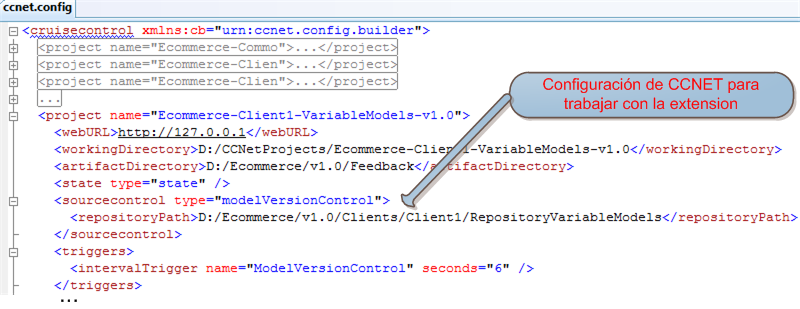 ccnet.config
<cruisecontrol xmlns:cb="urn:ccnet.config.builder">
<project name="Ecommerce-Commo">...</project>
<project name="Ecommerce-Clien">...</project>
<project name="Ecommerce-Clien">...</project>
...
Configuración de CCNET para
trabajar con la extension
<project name="Ecommerce-Client1-VariableModels-v1.0">
<webURL>http://127.0.0.1</webURL>
<workingDirectory>D:/CCNetProjects/Ecommerce-Client1-VariableModels-v1.0</workingDirectory>
<artifactDirectory>D:/Ecommerce/v1.0/Feedback</artifactDirectory>
<state type="state" />
<sourcecontrol type="modelVersionControl">
<repositoryPath>D:/Ecommerce/v1.0/Clients/Client1/RepositoryVariableModels</repositoryPath>
</sourcecontrol>
<triggers>
<intervalTrigger name="ModelVersionControl" seconds="6" />
</triggers>
...